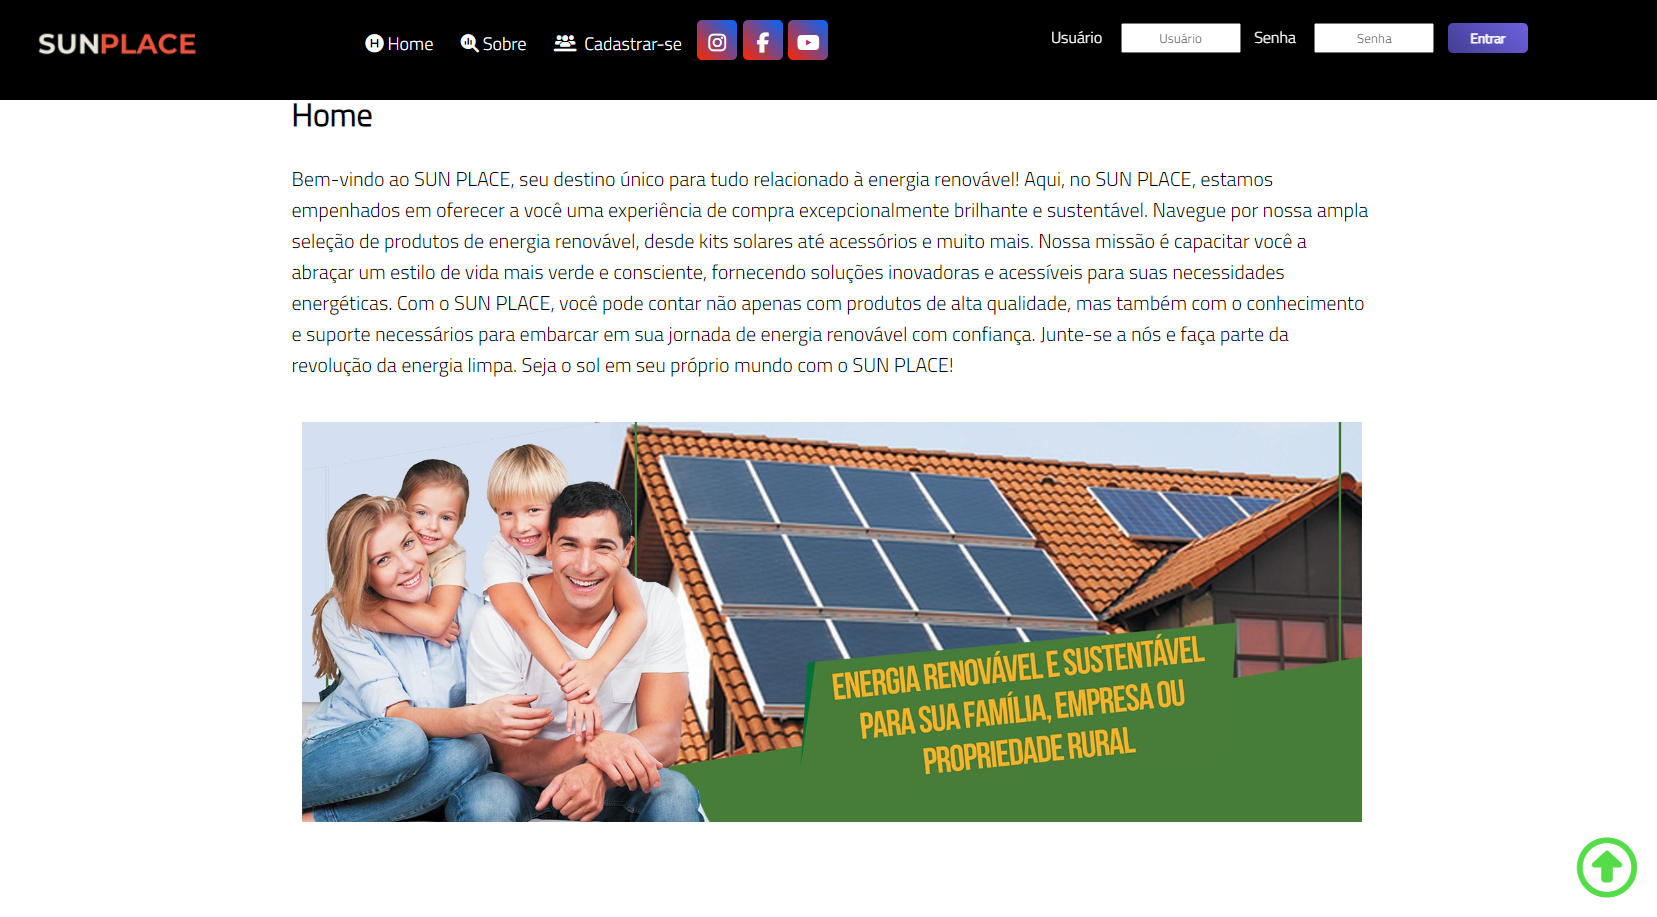 SUNPLACE
Home
Sobre
Cadastrar-se
Usuário
Usuário
Senha
Senha
Entrar
Home
Bem-vindo ao SUN PLACE, seu destino único para tudo relacionado à energia renovável! Aqui, no SUN PLACE, estamos
empenhados em oferecer a você uma experiência de compra excepcionalmente brilhante e sustentável. Navegue por nossa ampla
seleção de produtos de energia renovável, desde kits solares até acessórios e muito mais. Nossa missão é capacitar você a
abraçar um estilo de vida mais verde e consciente, fornecendo soluções inovadoras e acessíveis para suas necessidades
energéticas. Com o SUN PLACE, você pode contar não apenas com produtos de alta qualidade, mas também com o conhecimento
e suporte necessários para embarcar em sua jornada de energia renovável com confiança. Junte-se a nós e faça parte da
revolução da energia limpa. Seja o sol em seu próprio mundo com o SUN PLACE!
ENERGIA RENOVÁVEL E SUSTENTÁVEL
PARA SUA FAMÍLIA, EMPRESA OU
PROPRIEDADE RURAL